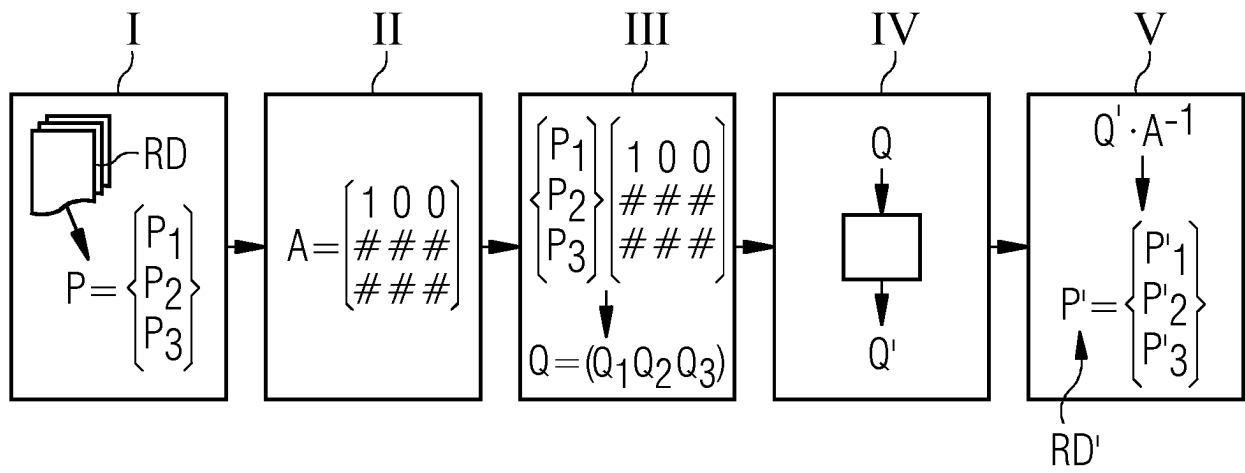 I II III IV V
RD
P = {P1 P2 P3}
A = (1 0 0
# # #
# # #)
{P1 P2 P3} (1 0 0
# # #
# # #)
Q = (Q1 Q2 Q3)
Q
Q'
Q' · A⁻¹
P' = {P'1 P'2 P'3}
RD'